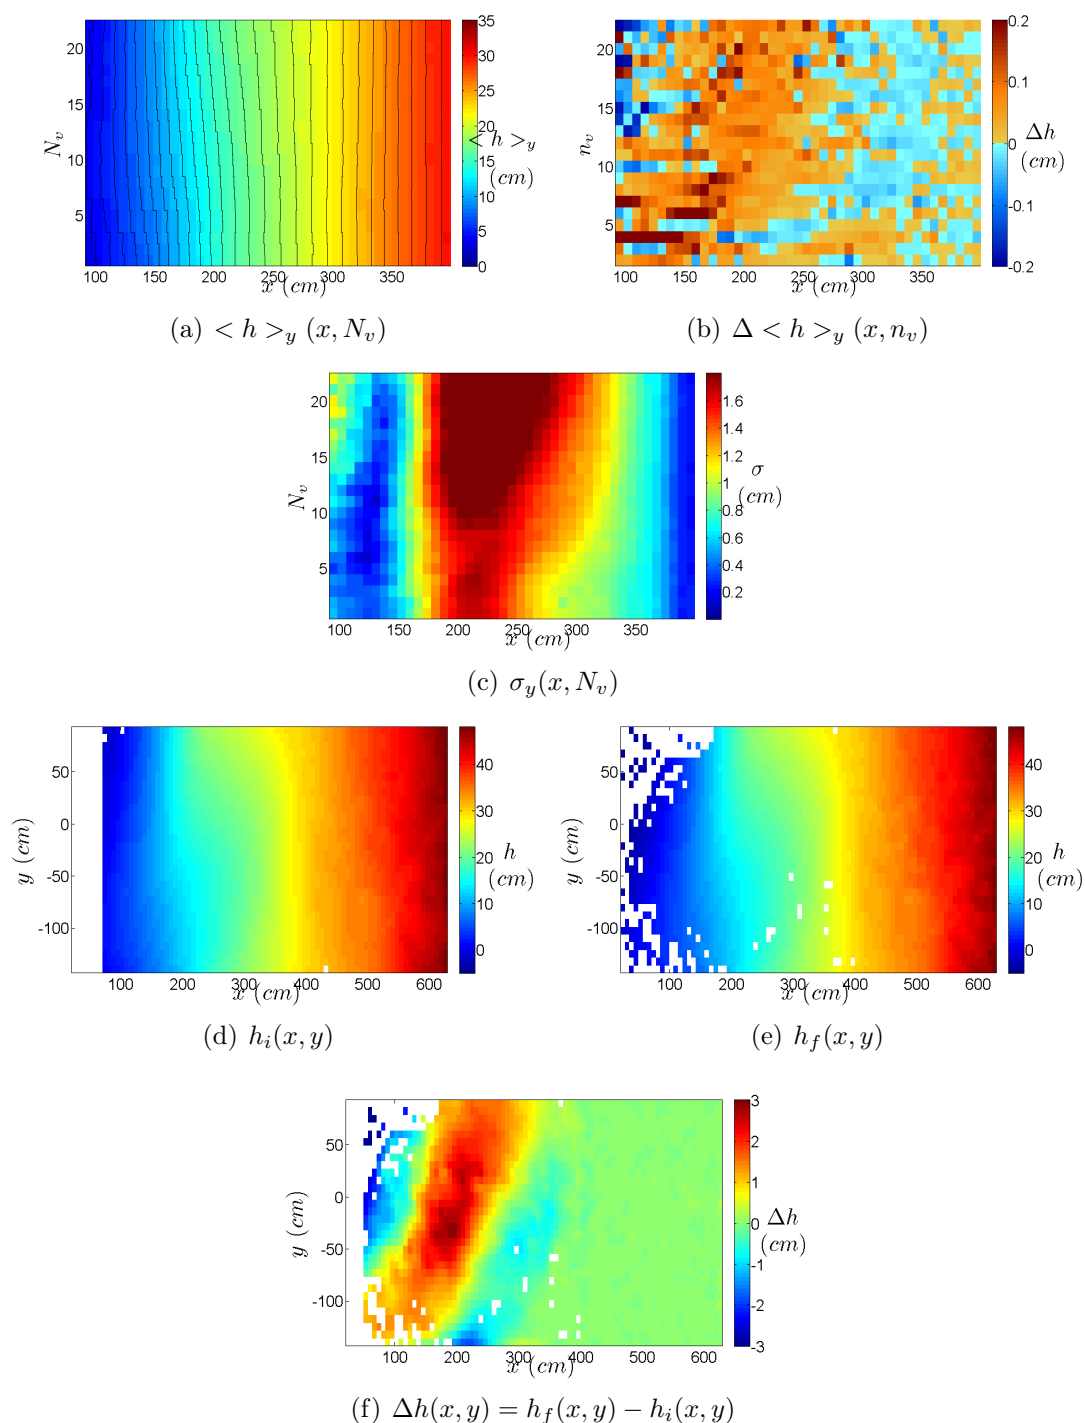 35
30
25
20
15
10
5
0
20
15
10
5
N_v
< h >_y
(cm)
100 150 200 250 300 350
x (cm)
(a) < h >_y (x, N_v)
0.2
0.1
0
-0.1
-0.2
20
15
10
5
n_v
Δh
(cm)
100 150 200 250 300 350
x (cm)
(b) Δ < h >_y (x, n_v)
1.6
1.4
1.2
1
0.8
0.6
0.4
0.2
20
15
10
5
N_v
σ
(cm)
100 150 200 250 300 350
x (cm)
(c) σ_y(x, N_v)
50
0
-50
-100
y (cm)
40
30
20
10
0
h
(cm)
100 200 300 400 500 600
x (cm)
(d) h_i(x, y)
50
0
-50
-100
y (cm)
40
30
20
10
0
h
(cm)
100 200 300 400 500 600
x (cm)
(e) h_f(x, y)
50
0
-50
-100
y (cm)
3
2
1
0
-1
-2
-3
Δh
(cm)
100 200 300 400 500 600
x (cm)
(f) Δh(x, y) = h_f(x, y) − h_i(x, y)